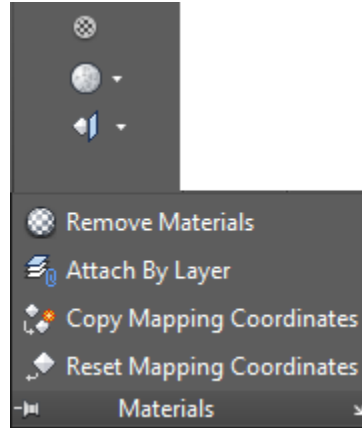 Remove Materials
Attach By Layer
Copy Mapping Coordinates
Reset Mapping Coordinates
Materials